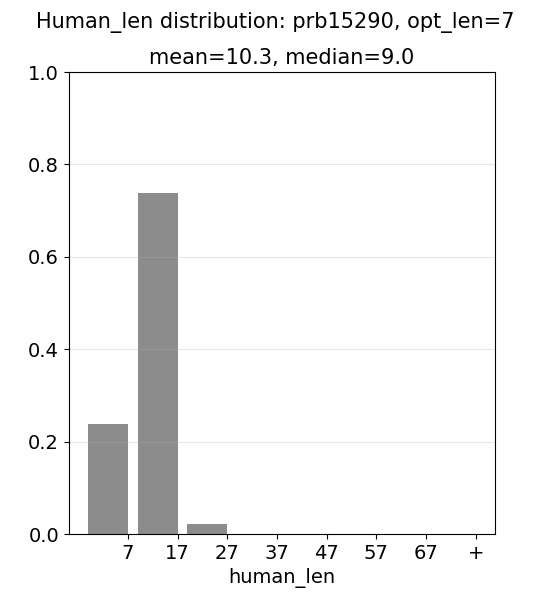 Human_len distribution: prb15290, opt_len=7
mean=10.3, median=9.0
1.0
0.8
0.6
0.4
0.2
0.0
7 17 27 37 47 57 67 +
human_len